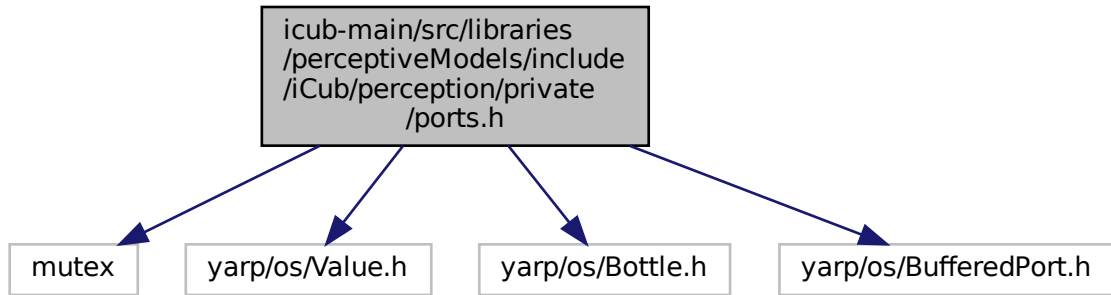 icub-main/src/libraries
/perceptiveModels/include
/iCub/perception/private
/ports.h
mutex
yarp/os/Value.h
yarp/os/Bottle.h
yarp/os/BufferedPort.h